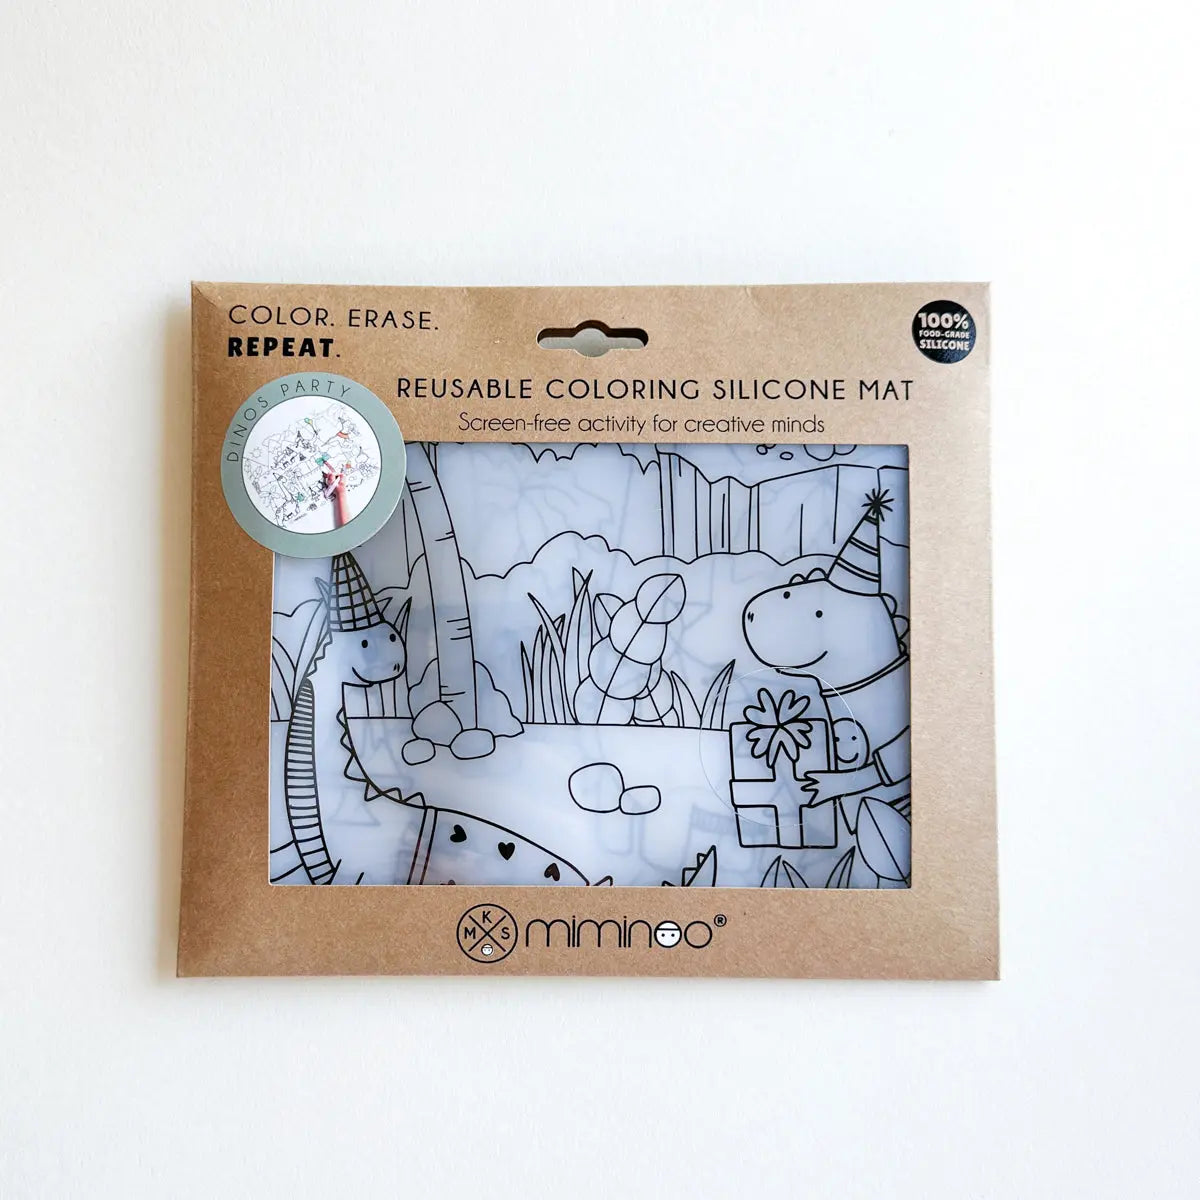 COLOR. ERASE.
REPEAT.
100%
FOOD-GRADE
SILICONE
DINOS PARTY
REUSABLE COLORING SILICONE MAT
Screen-free activity for creative minds
K
M S
miminoo®